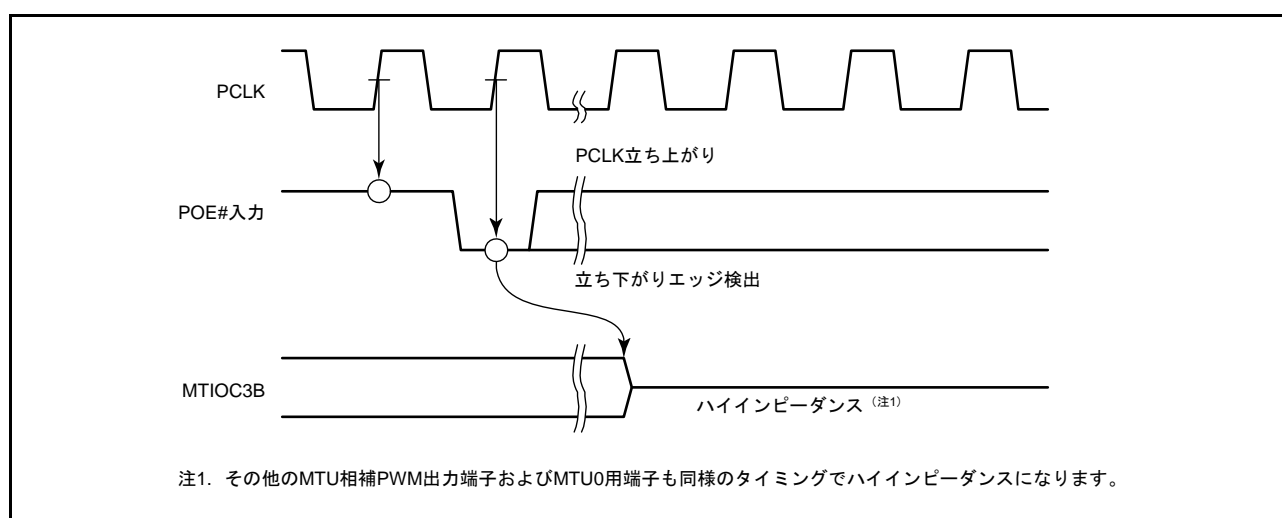 PCLK
PCLK立ち上がり
POE#入力
立ち下がりエッジ検出
MTIOC3B
ハイインピーダンス（注1）
注1. その他のMTU相補PWM出力端子およびMTU0用端子も同様のタイミングでハイインピーダンスになります。